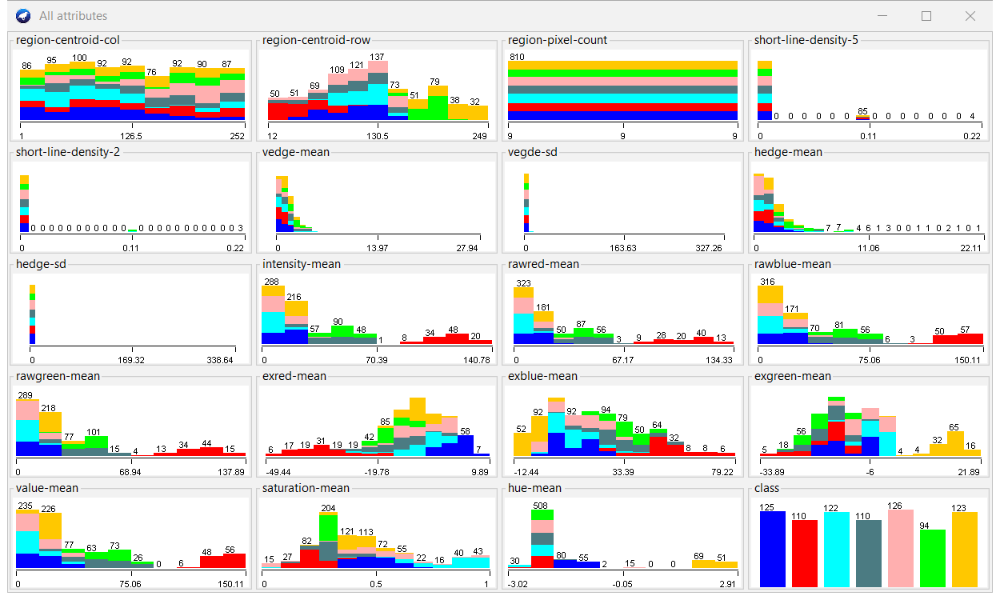 All attributes
region-centroid-col
86 95 100 92 92 76 92 90 87
1 126.5 252
region-centroid-row
50 51 69 109 121 137 73 51 79 38 32
12 130.5 249
region-pixel-count
810
9 9 9
short-line-density-5
0 0 0 0 0 0 85 0 0 0 0 0 0 0 4
0 0.11 0.22
short-line-density-2
0 0 0 0 0 0 0 0 0 0 0 0 0 0 0 0 0 0 0 0 0 0 3
0 0.11 0.22
vedge-mean
0 13.97 27.94
vegde-sd
0 163.63 327.26
hedge-mean
7 7 4 6 1 3 0 0 1 1 0 2 1 0 1
0 11.06 22.11
hedge-sd
0 169.32 338.64
intensity-mean
288 216 57 90 48 1 8 34 48 20
0 70.39 140.78
rawred-mean
323 181 50 87 56 3 9 28 20 40 13
0 67.17 134.33
rawblue-mean
316 171 70 81 56 6 3 50 57
0 75.06 150.11
rawgreen-mean
289 218 77 101 15 4 13 34 44 15
0 68.94 137.89
exred-mean
6 17 19 31 19 19 42 85 58 7
-49.44 -19.78 9.89
exblue-mean
52 92 92 94 79 50 64 32 8 8 6
-12.44 33.39 79.22
exgreen-mean
5 18 56 4 4 32 65 16
-33.89 -6 21.89
value-mean
235 226 77 63 73 26 0 6 48 56
0 75.06 150.11
saturation-mean
15 27 82 204 121 113 72 55 22 16 40 43
0 0.5 1
hue-mean
30 508 80 55 2 15 0 0 69 51
-3.02 -0.05 2.91
class
125 110 122 110 126 94 123